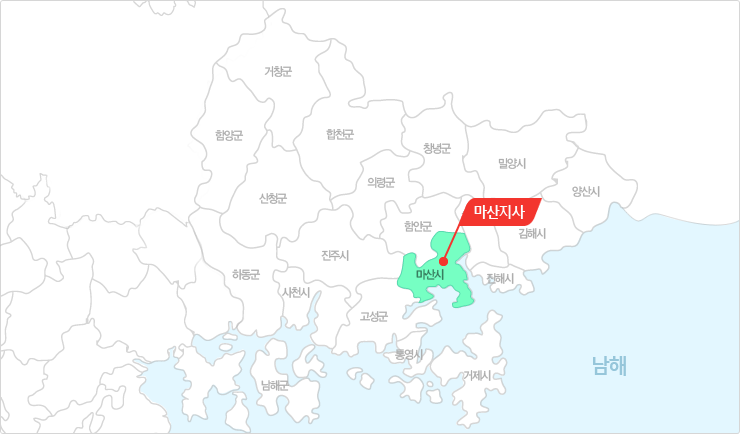 거창군
함양군
합천군
창녕군
밀양시
의령군
양산시
산청군
마산지사
함안군
김해시
진주시
하동군
마산시
진해시
사천시
고성군
통영시
남해
거제시
남해군